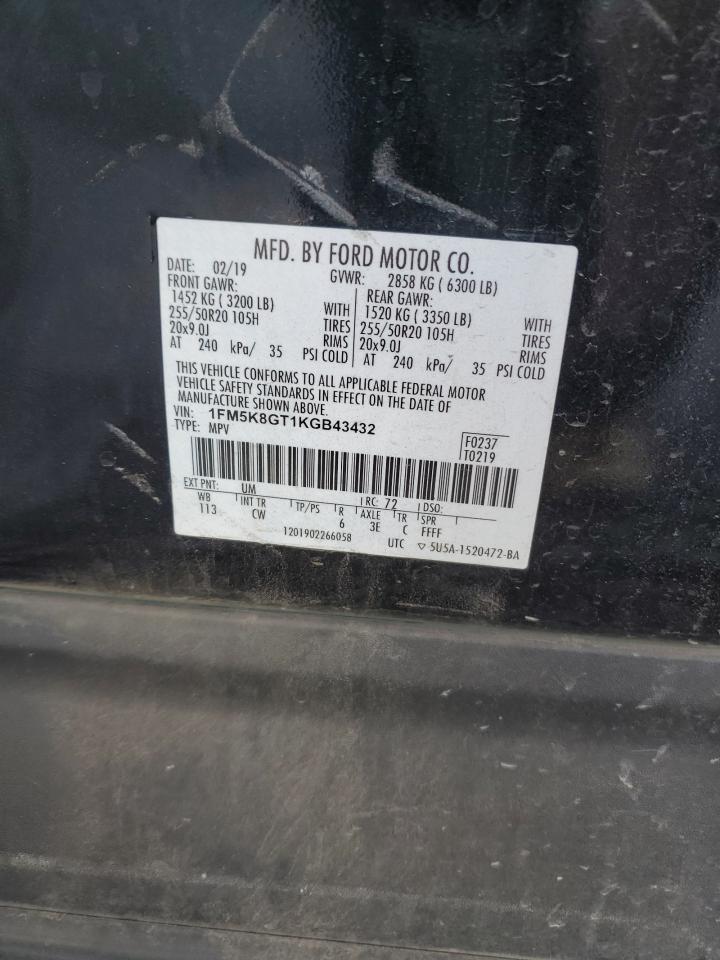 MFD. BY FORD MOTOR CO.
DATE: 02/19 GVWR: 2858 KG ( 6300 LB)
FRONT GAWR: REAR GAWR:
1452 KG ( 3200 LB) WITH 1520 KG ( 3350 LB) WITH
255/50R20 105H TIRES 255/50R20 105H TIRES
20x9.0J RIMS 20x9.0J RIMS
AT 240 kPa/ 35 PSI COLD AT 240 kPa/ 35 PSI COLD
THIS VEHICLE CONFORMS TO ALL APPLICABLE FEDERAL MOTOR
VEHICLE SAFETY STANDARDS IN EFFECT ON THE DATE OF
MANUFACTURE SHOWN ABOVE.
VIN: 1FM5K8GT1KGB43432
TYPE: MPV
F0237
T0219
EXT PNT: UM RC: 72 DSO:
WB INT TR TP/PS R AXLE TR SPR
113 CW 6 3E C FFFF
1201902266058 UTC ▽ 5U5A-1520472-BA